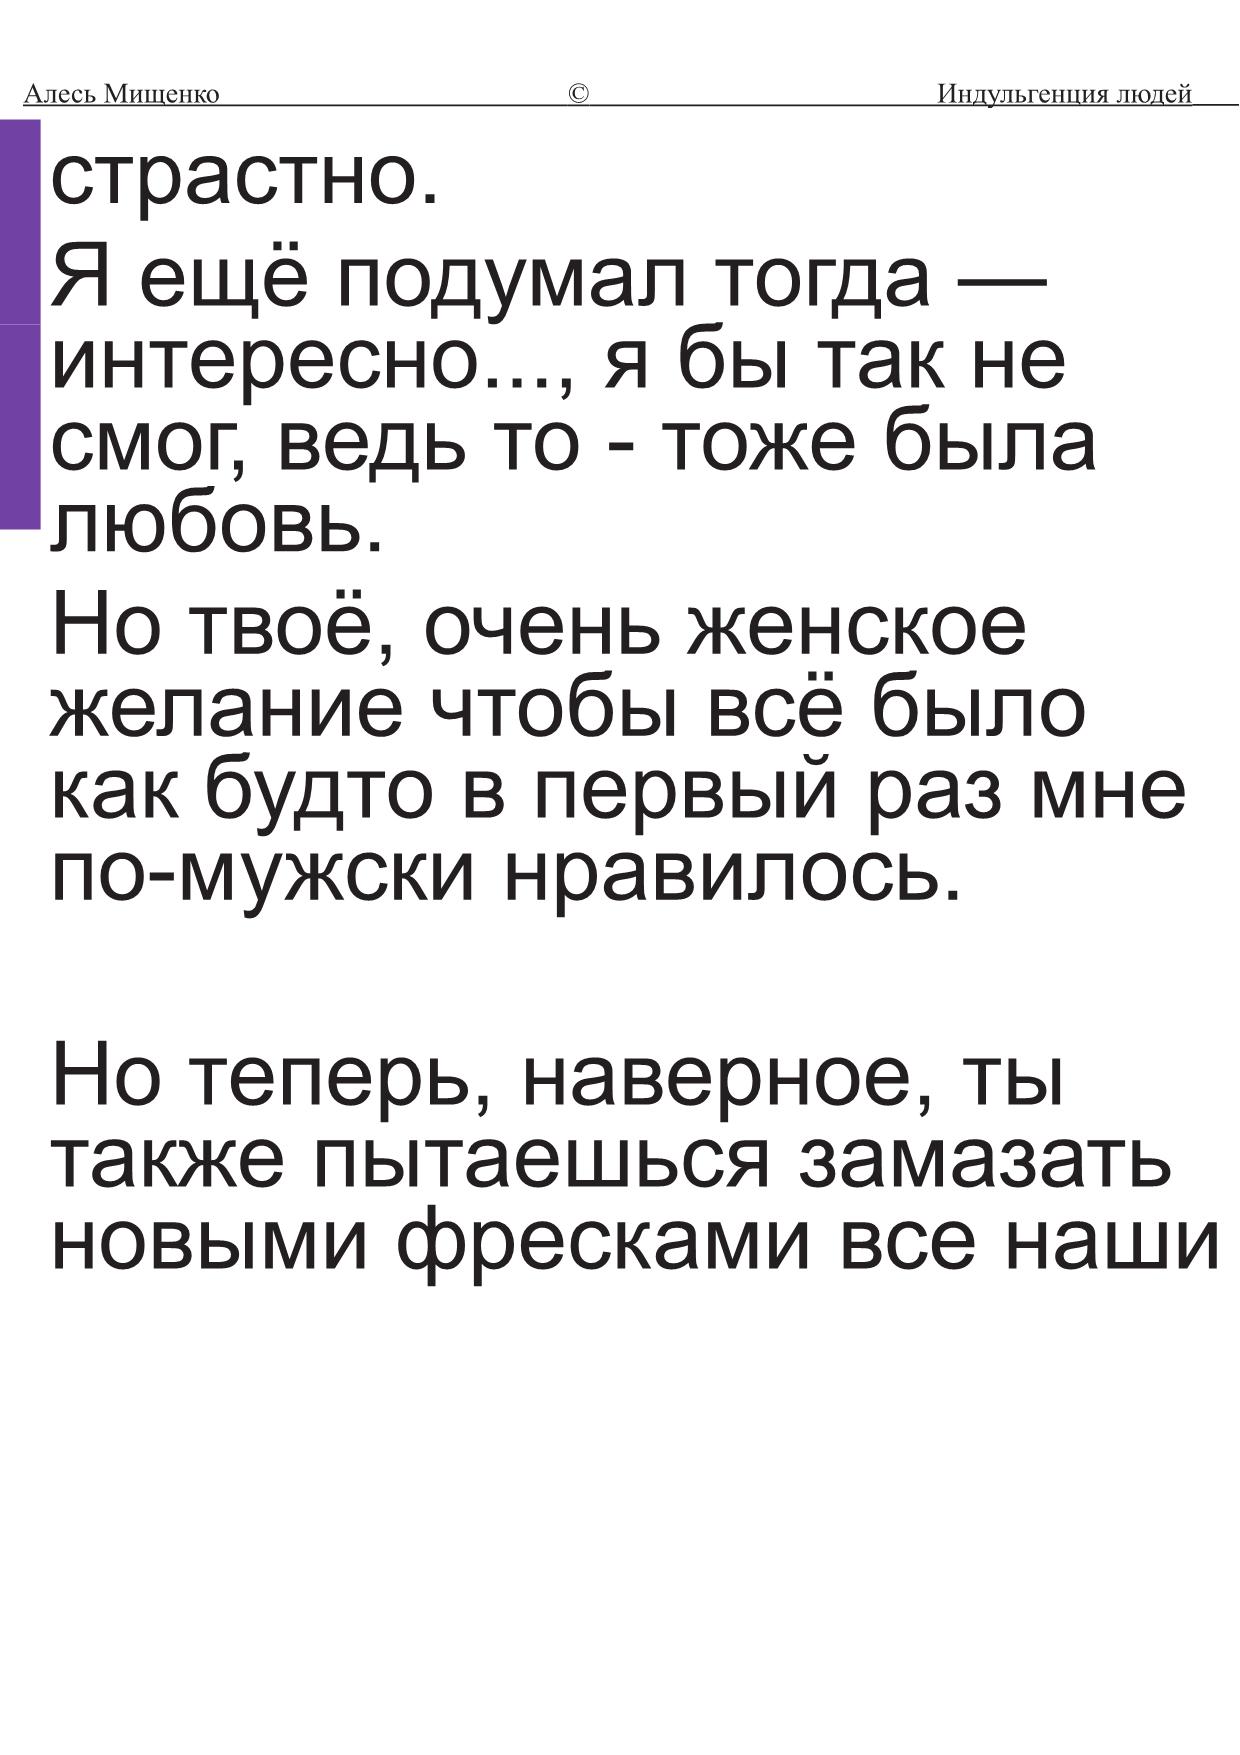 Алесь Мищенко © Индульгенция людей
страстно.
Я ещё подумал тогда —
интересно..., я бы так не
смог, ведь то - тоже была
любовь.
Но твоё, очень женское
желание чтобы всё было
как будто в первый раз мне
по-мужски нравилось.
Но теперь, наверное, ты
также пытаешься замазать
новыми фресками все наши